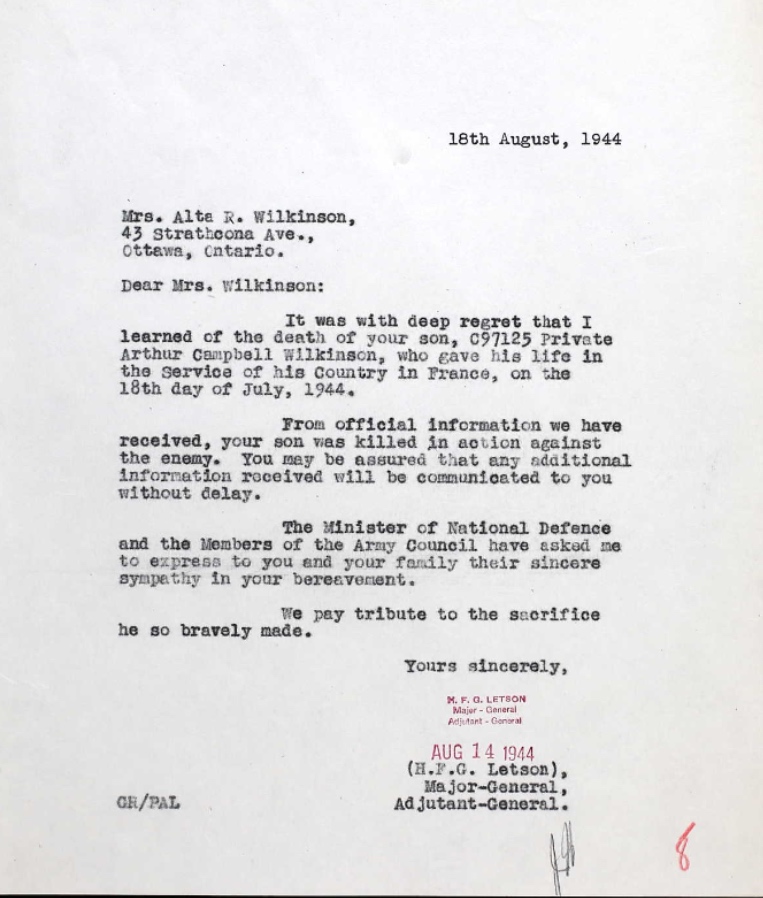 18th August, 1944
Mrs. Alta R. Wilkinson,
43 Strathcona Ave.,
Ottawa, Ontario.
Dear Mrs. Wilkinson:
It was with deep regret that I
learned of the death of your son, C97125 Private
Arthur Campbell Wilkinson, who gave his life in
the Service of his Country in France, on the
18th day of July, 1944.
From official information we have
received, your son was killed in action against
the enemy. You may be assured that any additional
information received will be communicated to you
without delay.
The Minister of National Defence
and the Members of the Army Council have asked me
to express to you and your family their sincere
sympathy in your bereavement.
We pay tribute to the sacrifice
he so bravely made.
Yours sincerely,
H. F. G. LETSON
Major - General
Adjutant - General
AUG 14 1944
(H.F.G. Letson),
Major-General,
GR/PAL Adjutant-General.
8